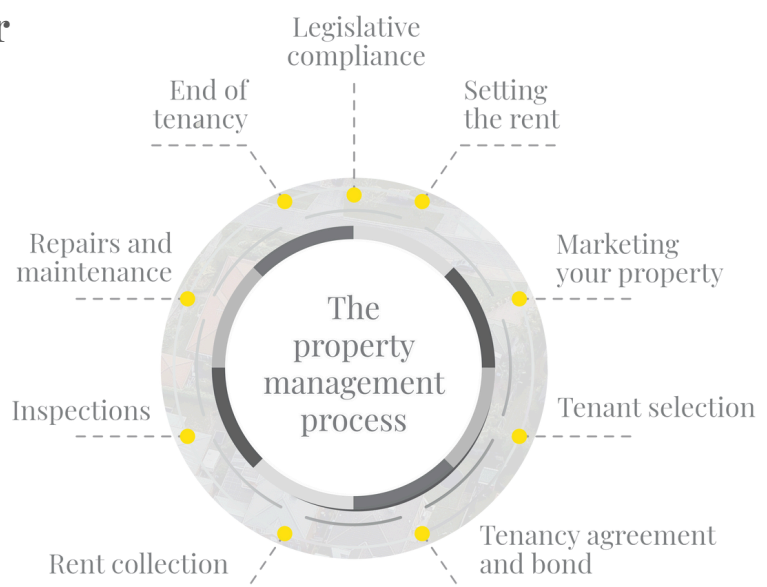 r
Legislative
compliance
End of
tenancy
Setting
the rent
Repairs and
maintenance
Marketing
your property
The
property
management
process
Inspections
Tenant selection
Rent collection
Tenancy agreement
and bond